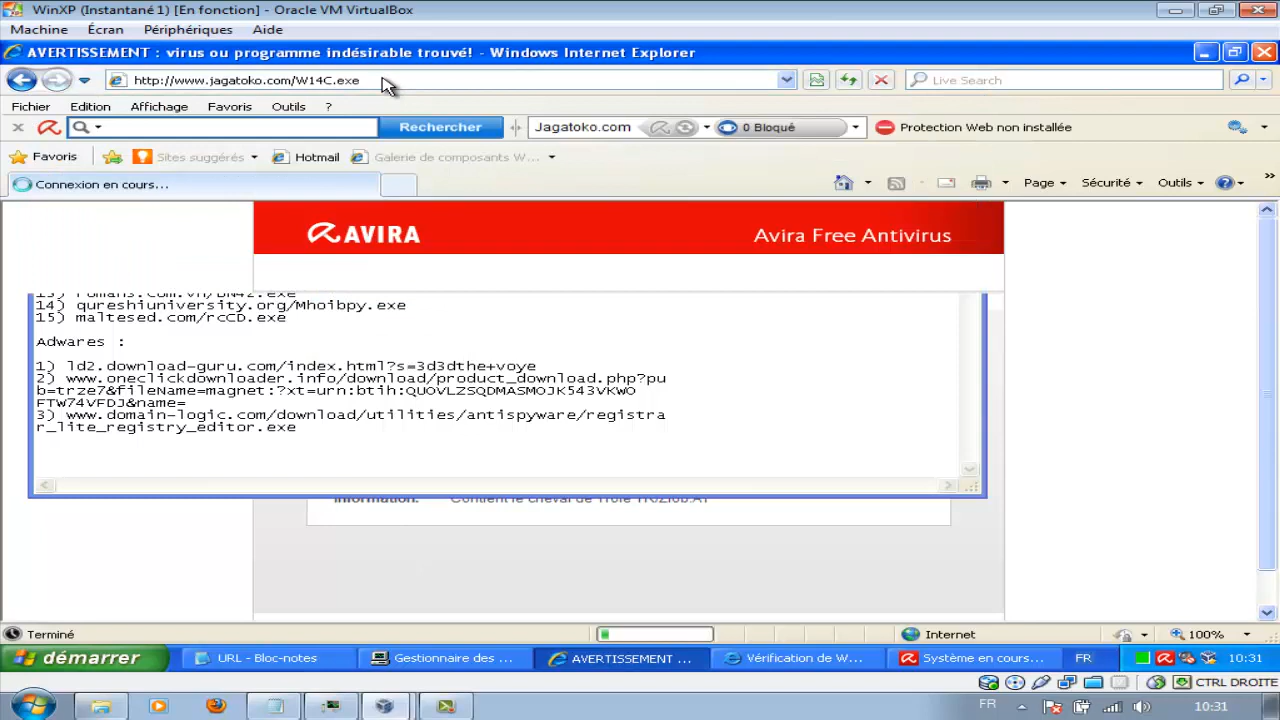 WinXP (Instantané 1) [En fonction] - Oracle VM VirtualBox
Machine Écran Périphériques Aide
AVERTISSEMENT : virus ou programme indésirable trouvé! - Windows Internet Explorer
http://www.jagatoko.com/W14C.exe Live Search
Fichier Edition Affichage Favoris Outils ?
Rechercher Jagatoko.com 0 Bloqué Protection Web non installée
Favoris Sites suggérés Hotmail Galerie de composants W...
Connexion en cours... Page Sécurité Outils
AVIRA Avira Free Antivirus
14) qureshiuniversity.org/Mhoibpy.exe
15) maltesed.com/rcCD.exe
Adwares :
1) ld2.download-guru.com/index.html?s=3d3dthe+voye
2) www.oneclickdownloader.info/download/product_download.php?pu
b=trze7&fileName=magnet:?xt=urn:btih:QUOVLZSQDMASMOJK543VKWO
FTW74VFDJ&name=
3) www.domain-logic.com/download/utilities/antispyware/registra
r_lite_registry_editor.exe
Terminé Internet 100%
démarrer URL - Bloc-notes Gestionnaire des ... AVERTISSEMENT ... Vérification de W... Système en cours... FR 10:31
CTRL DROITE
FR 10:31